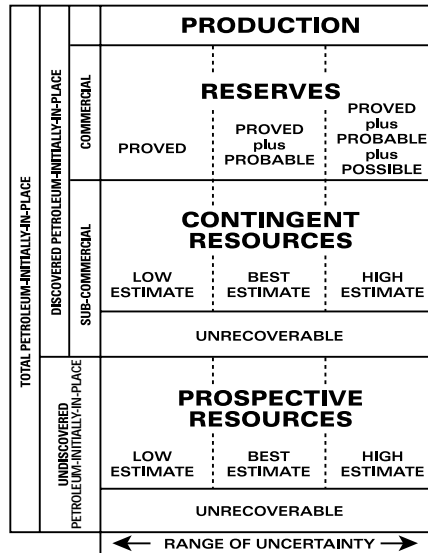 PRODUCTION
RESERVES
PROVED
PROVED
plus
PROBABLE
PROVED
plus
PROBABLE
plus
POSSIBLE
CONTINGENT
RESOURCES
LOW
ESTIMATE
BEST
ESTIMATE
HIGH
ESTIMATE
UNRECOVERABLE
PROSPECTIVE
RESOURCES
LOW
ESTIMATE
BEST
ESTIMATE
HIGH
ESTIMATE
UNRECOVERABLE
RANGE OF UNCERTAINTY
TOTAL PETROLEUM-INITIALLY-IN-PLACE
DISCOVERED PETROLEUM-INITIALLY-IN-PLACE
UNDISCOVERED
PETROLEUM-INITIALLY-IN-PLACE
COMMERCIAL
SUB-COMMERCIAL